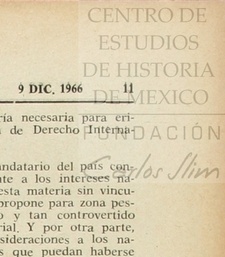 CENTRO DE
ESTUDIOS
DE HISTORIA
DE MEXICO
9 DIC. 1966 11
FUNDACIÓN
Carlos Slim
ría necesaria para eri-
de Derecho Interna-
ndatario del país con-
te a los intereses na-
esta materia sin vincu-
propone para zona pes-
o y tan controvertido
rial. Y por otra parte,
sideraciones a los na-
s que puedan haberse